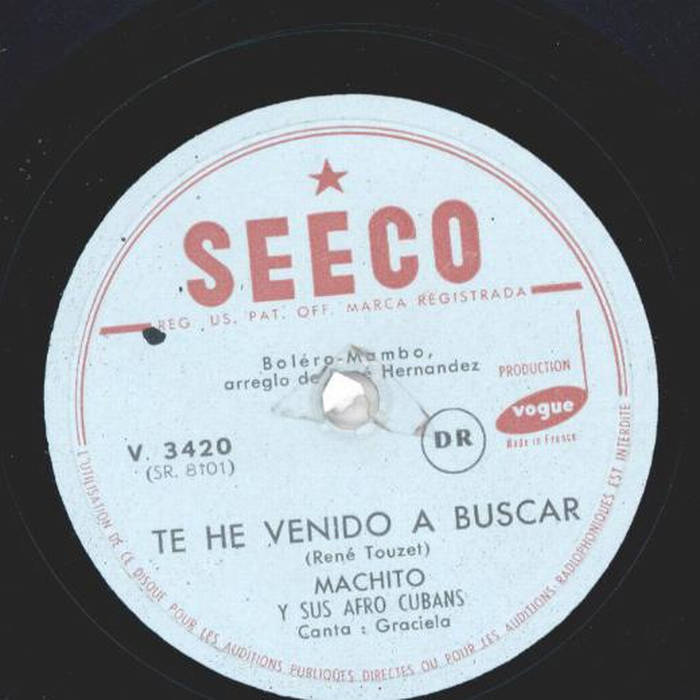 SEECO
REG. US. PAT. OFF. MARCA REGISTRADA
Boléro-Mambo,
arreglo de Hernandez
PRODUCTION
vogue
Made in France
DR
V. 3420
(SR. 8101)
TE HE VENIDO A BUSCAR
(René Touzet)
MACHITO
Y SUS AFRO CUBANS
Canta : Graciela
L'UTILISATION DE CE DISQUE POUR LES AUDITIONS PUBLIQUES DIRECTES OU POUR LES AUDITIONS RADIOPHONIQUES EST INTERDITE